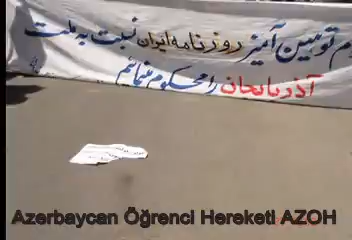 توهین آمیز روزنامه ایران نسبت به ملت
آذربایجان را محکوم مینمائیم
Azerbaycan Öğrenci Hereketi AZOH